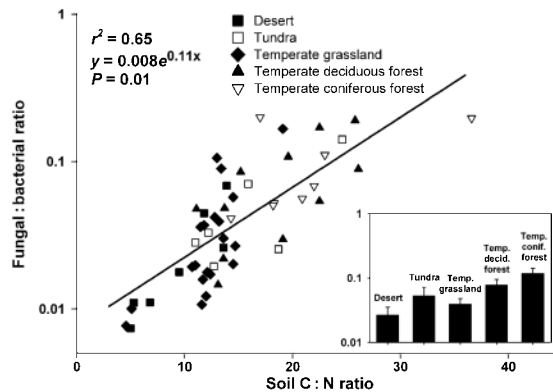 1
Desert
r² = 0.65
Tundra
y = 0.008e^0.11x
Temperate grassland
P = 0.01
Temperate deciduous forest
Temperate coniferous forest
Fungal : bacterial ratio
0.1
0.01
1
0.1
0.01
Desert
Tundra
Temp. grassland
Temp. decid. forest
Temp. conif. forest
0 10 20 30 40
Soil C : N ratio